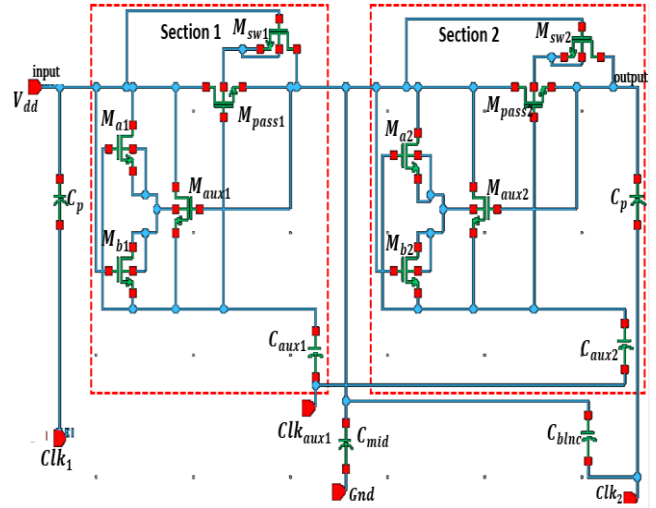 Section 1
M_sw1
Section 2
M_sw2
input
output
V_dd
M_pass1
M_pass2
M_a1
M_a2
C_p
M_aux1
M_aux2
C_p
M_b1
M_b2
C_aux1
C_aux2
Clk_aux1
C_mid
C_blnc
Clk_1
Gnd
Clk_2